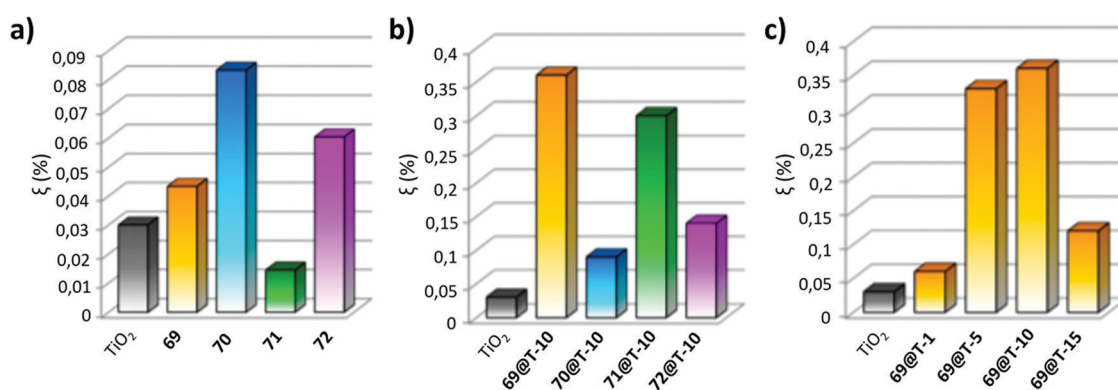 a)
ξ (%)
0,09
0,08
0,07
0,06
0,05
0,04
0,03
0,02
0,01
0
TiO₂
69
70
71
72
b)
ξ (%)
0,4
0,35
0,3
0,25
0,2
0,15
0,1
0,05
0
TiO₂
69@T-10
70@T-10
71@T-10
72@T-10
c)
ξ (%)
0,4
0,35
0,3
0,25
0,2
0,15
0,1
0,05
0
TiO₂
69@T-1
69@T-5
69@T-10
69@T-15